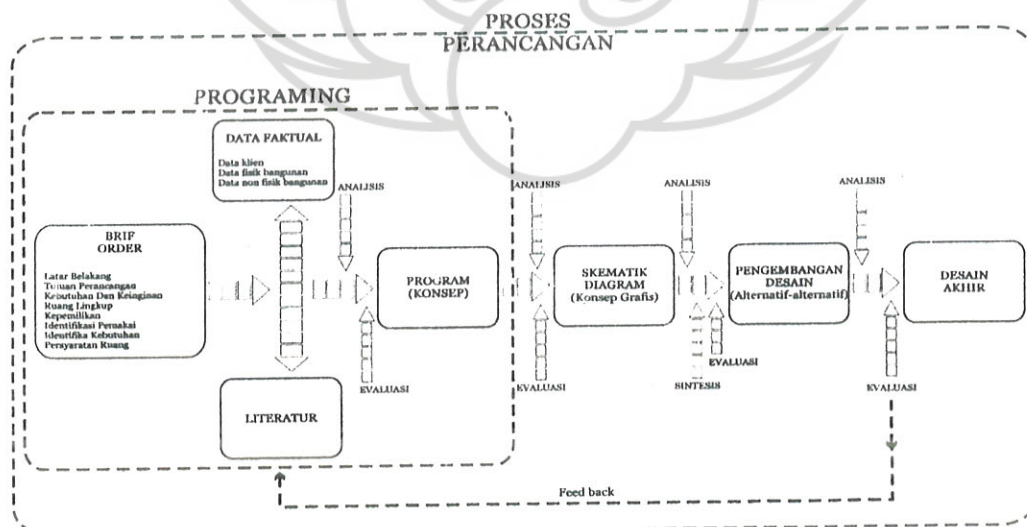 PROSES
PERANCANGAN
PROGRAMING
DATA FAKTUAL
Data klien
Data fisik bangunan
Data non fisik bangunan
ANALISIS
ANALISIS
ANALISIS
ANALISIS
BRIF
ORDER
Latar Belakang
Tujuan Perancangan
Kebutuhan Dan Keinginan
Ruang Lingkup
Kepemilikan
Identifikasi Pemakai
Identifika Kebutuhan
Persyaratan Ruang
PROGRAM
(KONSEP)
SKEMATIK
DIAGRAM
(Konsep Grafis)
PENGEMBANGAN
DESAIN
(Alternatif-alternatif)
DESAIN
AKHIR
LITERATUR
EVALUASI
EVALUASI
SINTESIS
EVALUASI
EVALUASI
Feed back